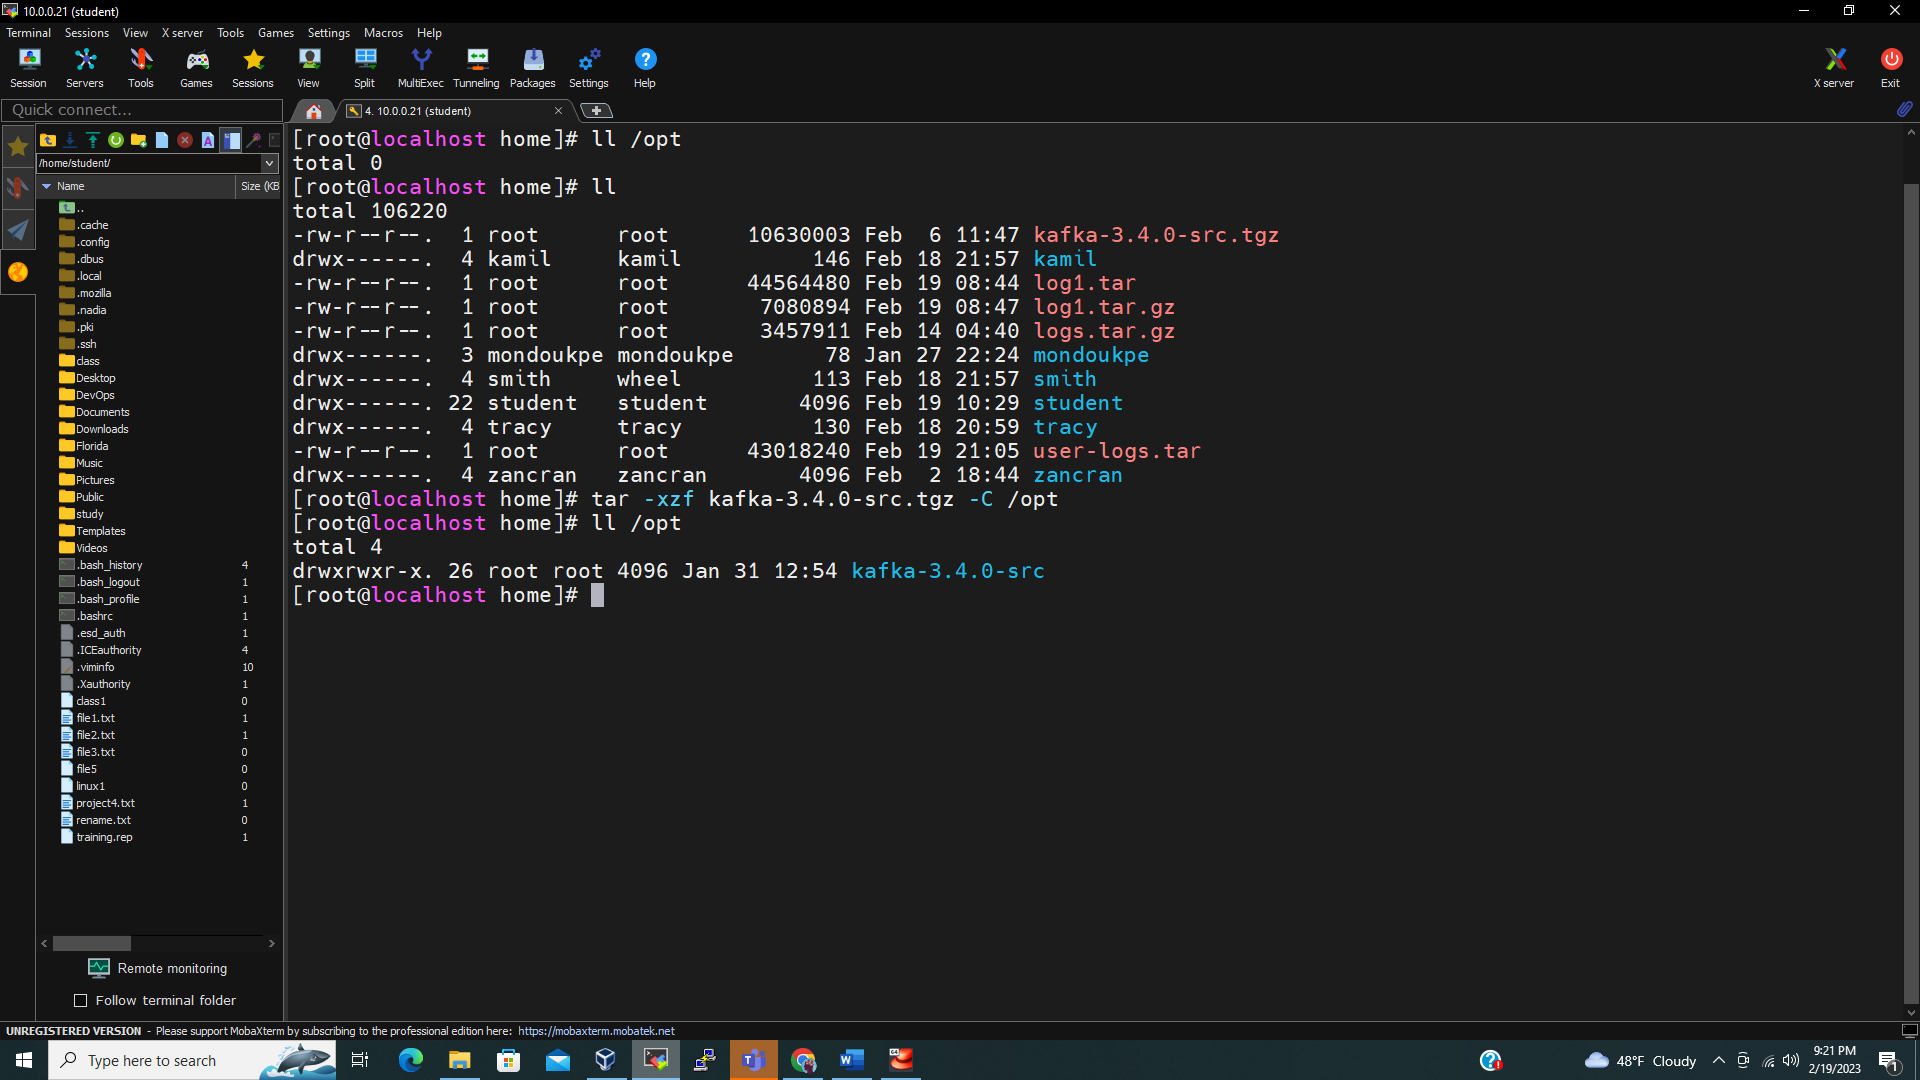 10.0.0.21 (student)
Terminal Sessions View X server Tools Games Settings Macros Help
Session Servers Tools Games Sessions View Split MultiExec Tunneling Packages Settings Help X server Exit
Quick connect...
4. 10.0.0.21 (student)
/home/student/
Name Size (KB
..
.cache
.config
.dbus
.local
.mozilla
.nadia
.pki
.ssh
class
Desktop
DevOps
Documents
Downloads
Florida
Music
Pictures
Public
study
Templates
Videos
.bash_history 4
.bash_logout 1
.bash_profile 1
.bashrc 1
.esd_auth 1
.ICEauthority 4
.viminfo 10
.Xauthority 1
class1 0
file1.txt 1
file2.txt 1
file3.txt 0
file5 0
linux1 0
project4.txt 1
rename.txt 0
training.rep 1
Remote monitoring
Follow terminal folder
[root@localhost home]# ll /opt
total 0
[root@localhost home]# ll
total 106220
-rw-r--r--. 1 root root 10630003 Feb 6 11:47 kafka-3.4.0-src.tgz
drwx------. 4 kamil kamil 146 Feb 18 21:57 kamil
-rw-r--r--. 1 root root 44564480 Feb 19 08:44 log1.tar
-rw-r--r--. 1 root root 7080894 Feb 19 08:47 log1.tar.gz
-rw-r--r--. 1 root root 3457911 Feb 14 04:40 logs.tar.gz
drwx------. 3 mondoukpe mondoukpe 78 Jan 27 22:24 mondoukpe
drwx------. 4 smith wheel 113 Feb 18 21:57 smith
drwx------. 22 student student 4096 Feb 19 10:29 student
drwx------. 4 tracy tracy 130 Feb 18 20:59 tracy
-rw-r--r--. 1 root root 43018240 Feb 19 21:05 user-logs.tar
drwx------. 4 zancran zancran 4096 Feb 2 18:44 zancran
[root@localhost home]# tar -xzf kafka-3.4.0-src.tgz -C /opt
[root@localhost home]# ll /opt
total 4
drwxrwxr-x. 26 root root 4096 Jan 31 12:54 kafka-3.4.0-src
[root@localhost home]#
UNREGISTERED VERSION - Please support MobaXterm by subscribing to the professional edition here: https://mobaxterm.mobatek.net
Type here to search
48°F Cloudy
9:21 PM
2/19/2023
1